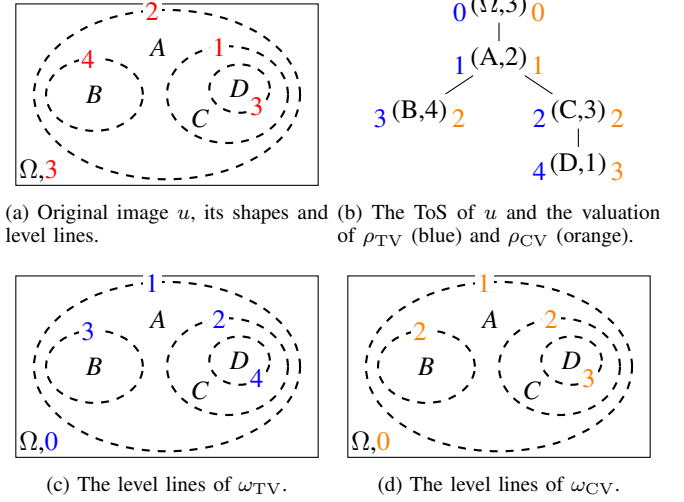 2
A
1
4
B
D
C
3
Ω,3
0 (Ω,3) 0
1 (A,2) 1
3 (B,4) 2
2 (C,3) 2
4 (D,1) 3
(a) Original image u, its shapes and
level lines.
(b) The ToS of u and the valuation
of ρTV (blue) and ρCV (orange).
1
A
2
3
B
D
C
4
Ω,0
1
A
2
2
B
D
C
3
Ω,0
(c) The level lines of ωTV.
(d) The level lines of ωCV.